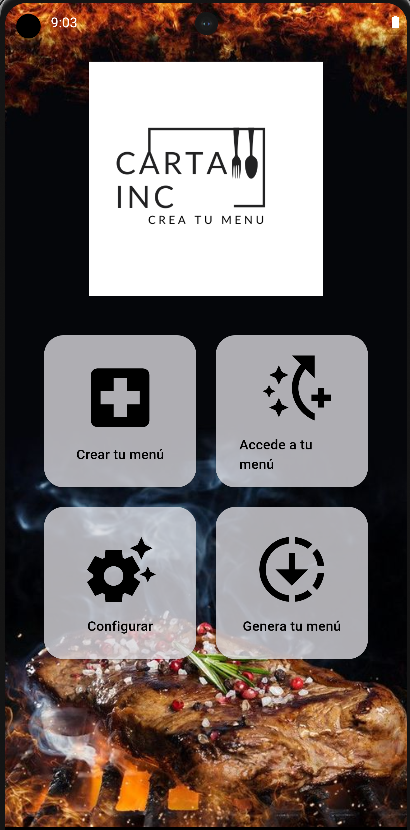 9:03
CARTA
INC
CREA TU MENU
Crear tu menú
Accede a tu
menú
Configurar
Genera tu menú